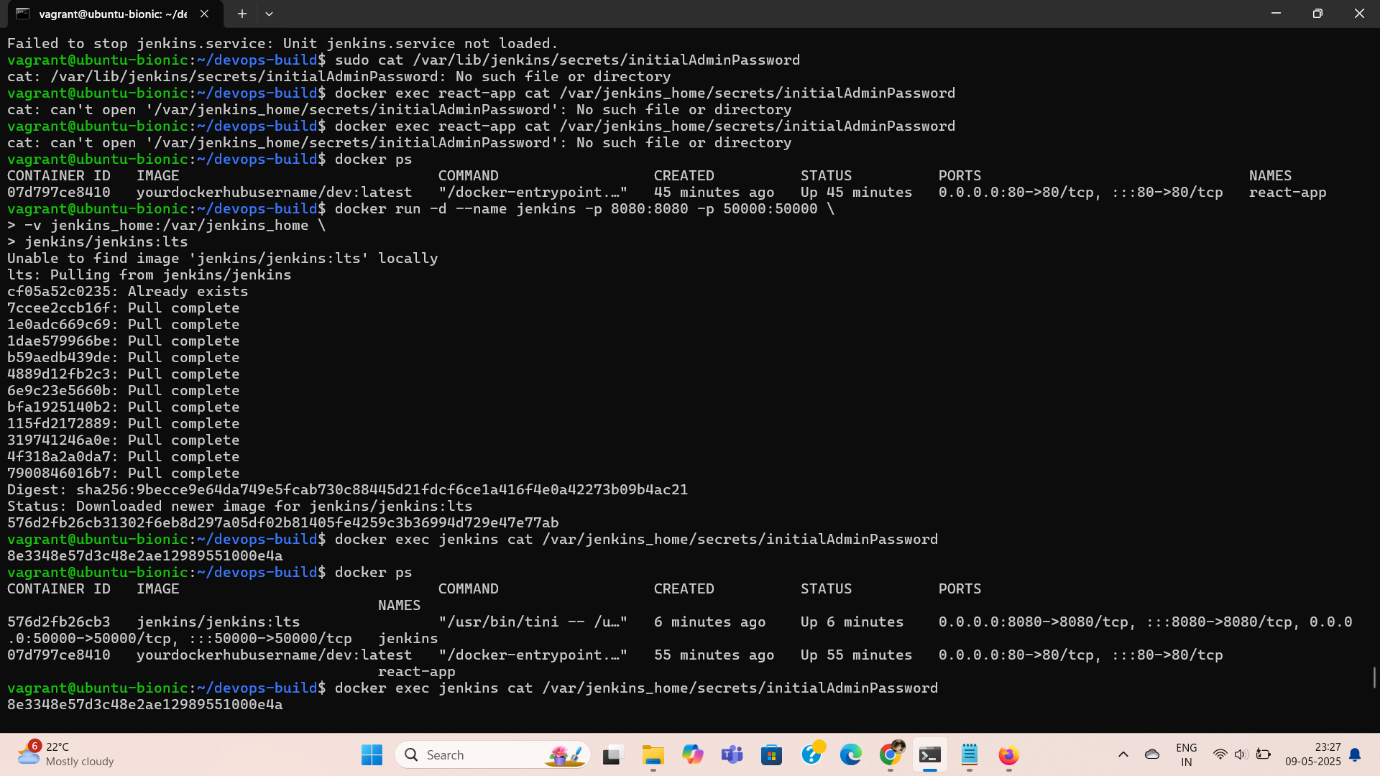 vagrant@ubuntu-bionic: ~/de
Failed to stop jenkins.service: Unit jenkins.service not loaded.
vagrant@ubuntu-bionic:~/devops-build$ sudo cat /var/lib/jenkins/secrets/initialAdminPassword
cat: /var/lib/jenkins/secrets/initialAdminPassword: No such file or directory
vagrant@ubuntu-bionic:~/devops-build$ docker exec react-app cat /var/jenkins_home/secrets/initialAdminPassword
cat: can't open '/var/jenkins_home/secrets/initialAdminPassword': No such file or directory
vagrant@ubuntu-bionic:~/devops-build$ docker exec react-app cat /var/jenkins_home/secrets/initialAdminPassword
cat: can't open '/var/jenkins_home/secrets/initialAdminPassword': No such file or directory
vagrant@ubuntu-bionic:~/devops-build$ docker ps
CONTAINER ID   IMAGE                              COMMAND                  CREATED          STATUS          PORTS                               NAMES
07d797ce8410   yourdockerhubusername/dev:latest   "/docker-entrypoint.…"   45 minutes ago   Up 45 minutes   0.0.0.0:80->80/tcp, :::80->80/tcp   react-app
vagrant@ubuntu-bionic:~/devops-build$ docker run -d --name jenkins -p 8080:8080 -p 50000:50000 \
> -v jenkins_home:/var/jenkins_home \
> jenkins/jenkins:lts
Unable to find image 'jenkins/jenkins:lts' locally
lts: Pulling from jenkins/jenkins
cf05a52c0235: Already exists
7ccee2ccb16f: Pull complete
1e0adc669c69: Pull complete
1dae579966be: Pull complete
b59aedb439de: Pull complete
4889d12fb2c3: Pull complete
6e9c23e5660b: Pull complete
bfa1925140b2: Pull complete
115fd2172889: Pull complete
319741246a0e: Pull complete
4f318a2a0da7: Pull complete
7900846016b7: Pull complete
Digest: sha256:9becce9e64da749e5fcab730c88445d21fdcf6ce1a416f4e0a42273b09b4ac21
Status: Downloaded newer image for jenkins/jenkins:lts
576d2fb26cb31302f6eb8d297a05df02b81405fe4259c3b36994d729e47e77ab
vagrant@ubuntu-bionic:~/devops-build$ docker exec jenkins cat /var/jenkins_home/secrets/initialAdminPassword
8e3348e57d3c48e2ae12989551000e4a
vagrant@ubuntu-bionic:~/devops-build$ docker ps
CONTAINER ID   IMAGE                              COMMAND                  CREATED          STATUS          PORTS
                                           NAMES
576d2fb26cb3   jenkins/jenkins:lts                "/usr/bin/tini -- /u…"   6 minutes ago    Up 6 minutes    0.0.0.0:8080->8080/tcp, :::8080->8080/tcp, 0.0.0
.0:50000->50000/tcp, :::50000->50000/tcp   jenkins
07d797ce8410   yourdockerhubusername/dev:latest   "/docker-entrypoint.…"   55 minutes ago   Up 55 minutes   0.0.0.0:80->80/tcp, :::80->80/tcp
                                           react-app
vagrant@ubuntu-bionic:~/devops-build$ docker exec jenkins cat /var/jenkins_home/secrets/initialAdminPassword
8e3348e57d3c48e2ae12989551000e4a
6
22°C
Mostly cloudy
Search
ENG
IN
23:27
09-05-2025